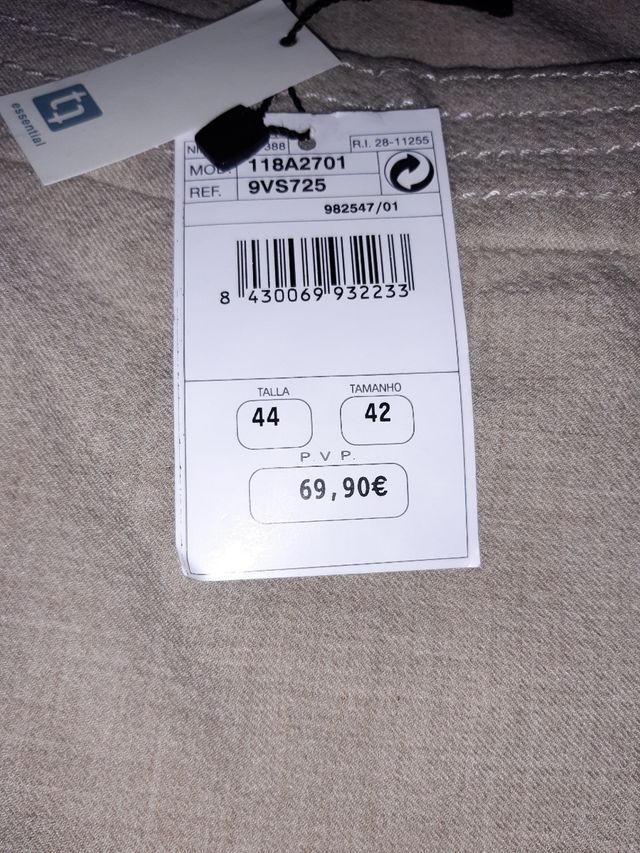 essential
388
R.I. 28-11255
MOD. 118A2701
REF. 9VS725
982547/01
8 430069 932233
TALLA TAMANHO
44 42
P. V. P.
69,90€